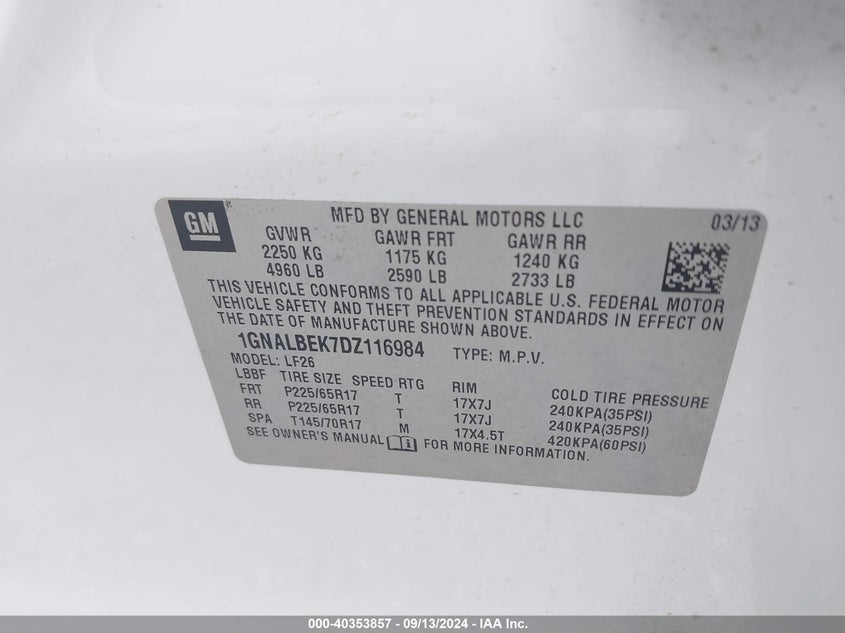 GM
MFD BY GENERAL MOTORS LLC 03/13
GVWR GAWR FRT GAWR RR
2250 KG 1175 KG 1240 KG
4960 LB 2590 LB 2733 LB
THIS VEHICLE CONFORMS TO ALL APPLICABLE U.S. FEDERAL MOTOR
VEHICLE SAFETY AND THEFT PREVENTION STANDARDS IN EFFECT ON
THE DATE OF MANUFACTURE SHOWN ABOVE.
1GNALBEK7DZ116984 TYPE: M.P.V.
MODEL: LF26
LBBF TIRE SIZE SPEED RTG RIM COLD TIRE PRESSURE
FRT P225/65R17 T 17X7J 240KPA(35PSI)
RR P225/65R17 T 17X7J 240KPA(35PSI)
SPA T145/70R17 M 17X4.5T 420KPA(60PSI)
SEE OWNER'S MANUAL FOR MORE INFORMATION.
000-40353857 - 09/13/2024 - IAA Inc.